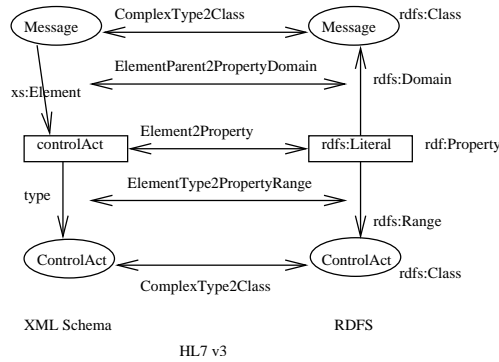 Message
ComplexType2Class
Message
rdfs:Class
ElementParent2PropertyDomain
xs:Element
rdfs:Domain
controlAct
Element2Property
rdfs:Literal
rdf:Property
ElementType2PropertyRange
type
rdfs:Range
ControlAct
ControlAct
rdfs:Class
ComplexType2Class
XML Schema
RDFS
HL7 v3